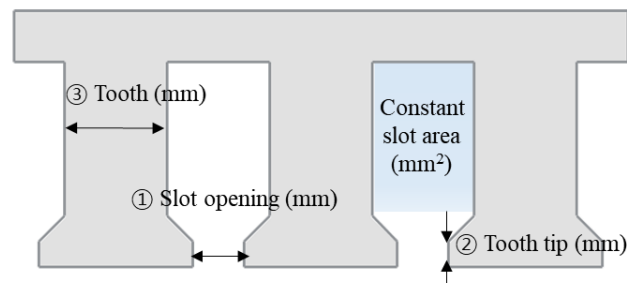 ③ Tooth (mm)
Constant
slot area
(mm²)
① Slot opening (mm)
② Tooth tip (mm)